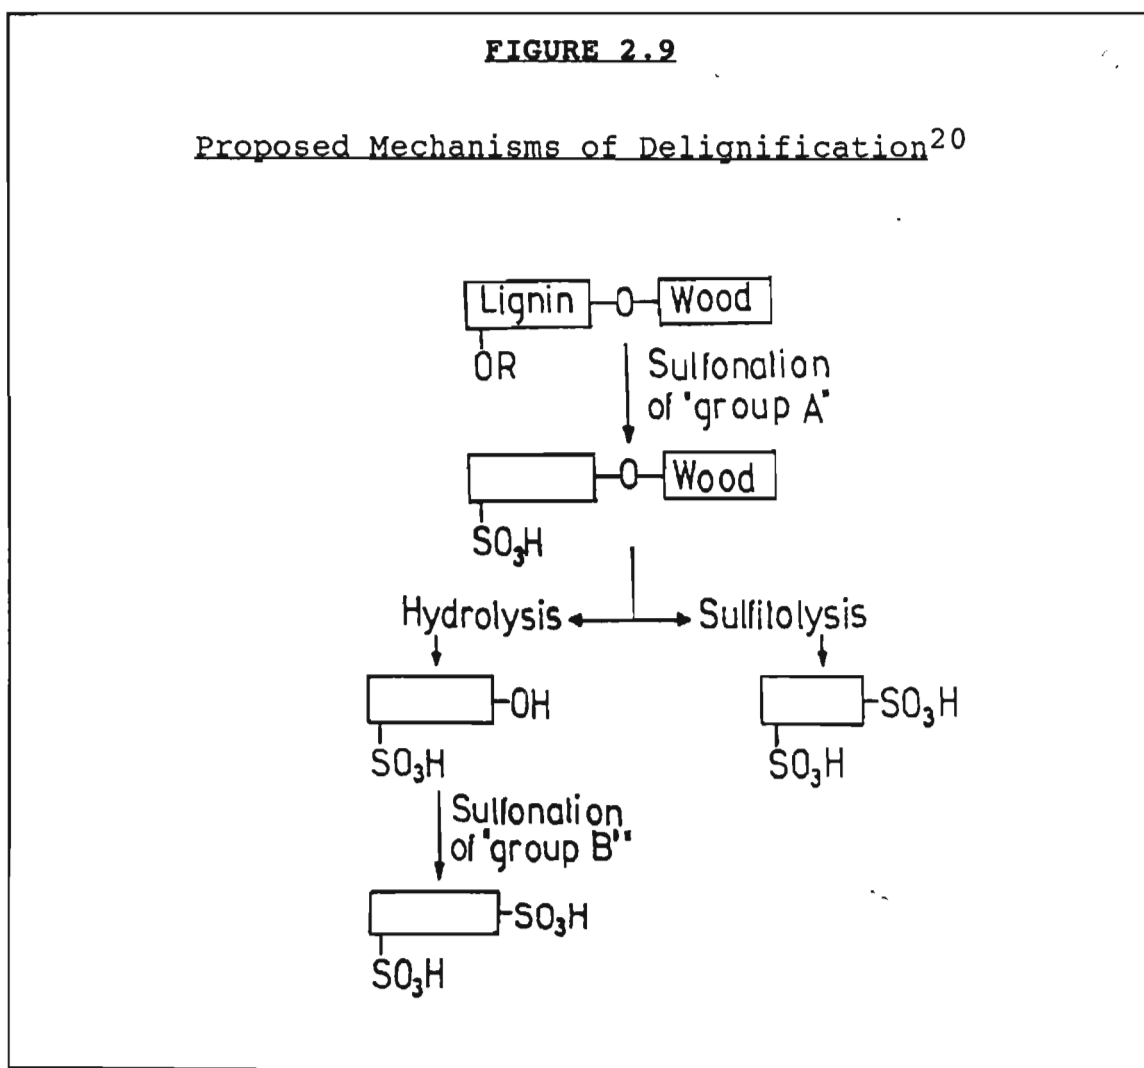 FIGURE 2.9
Proposed Mechanisms of Delignification²⁰
Lignin O Wood
OR
Sulfonation
of "group A"
O Wood
SO₃H
Hydrolysis Sulfitolysis
OH SO₃H
SO₃H SO₃H
Sulfonation
of "group B'"
SO₃H
SO₃H